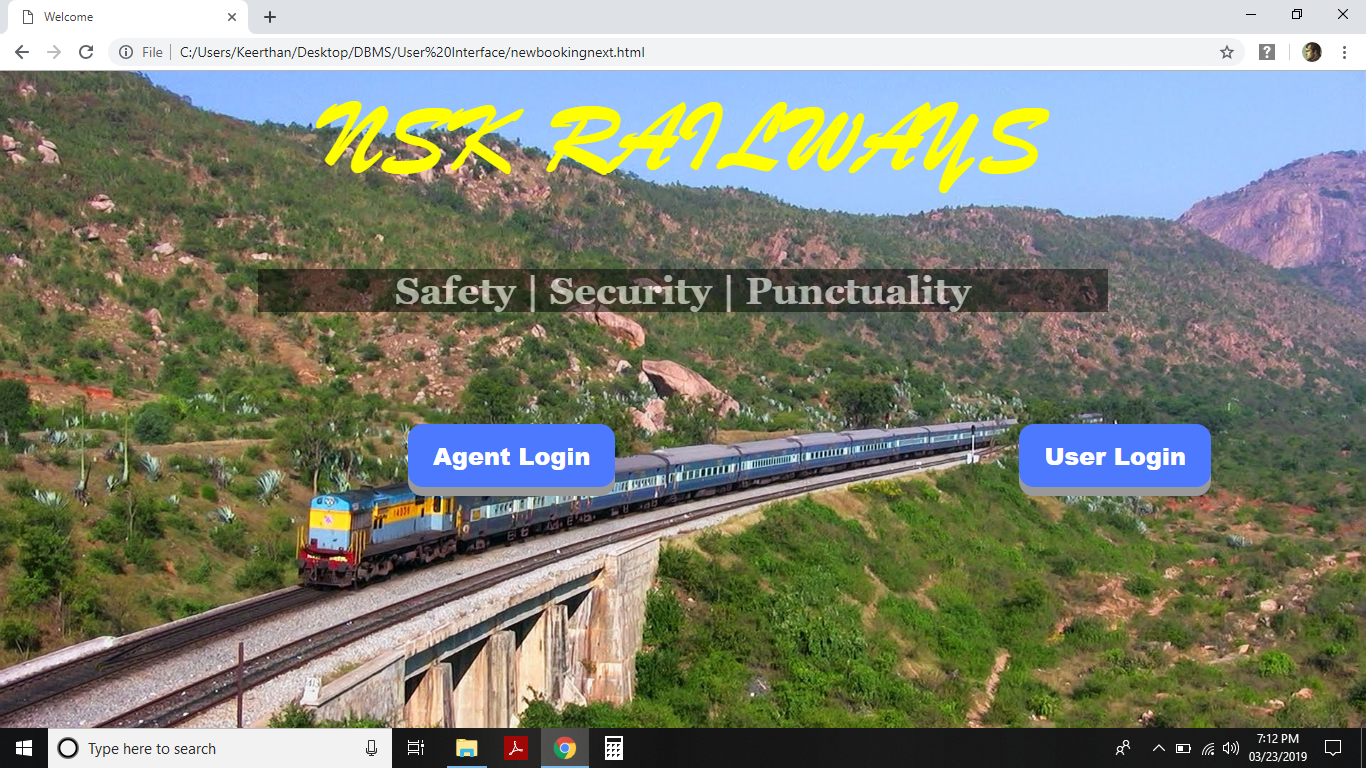 Welcome
File | C:/Users/Keerthan/Desktop/DBMS/User%20Interface/newbookingnext.html
NSK RAILWAYS
Safety | Security | Punctuality
Agent Login
User Login
Type here to search
7:12 PM
03/23/2019